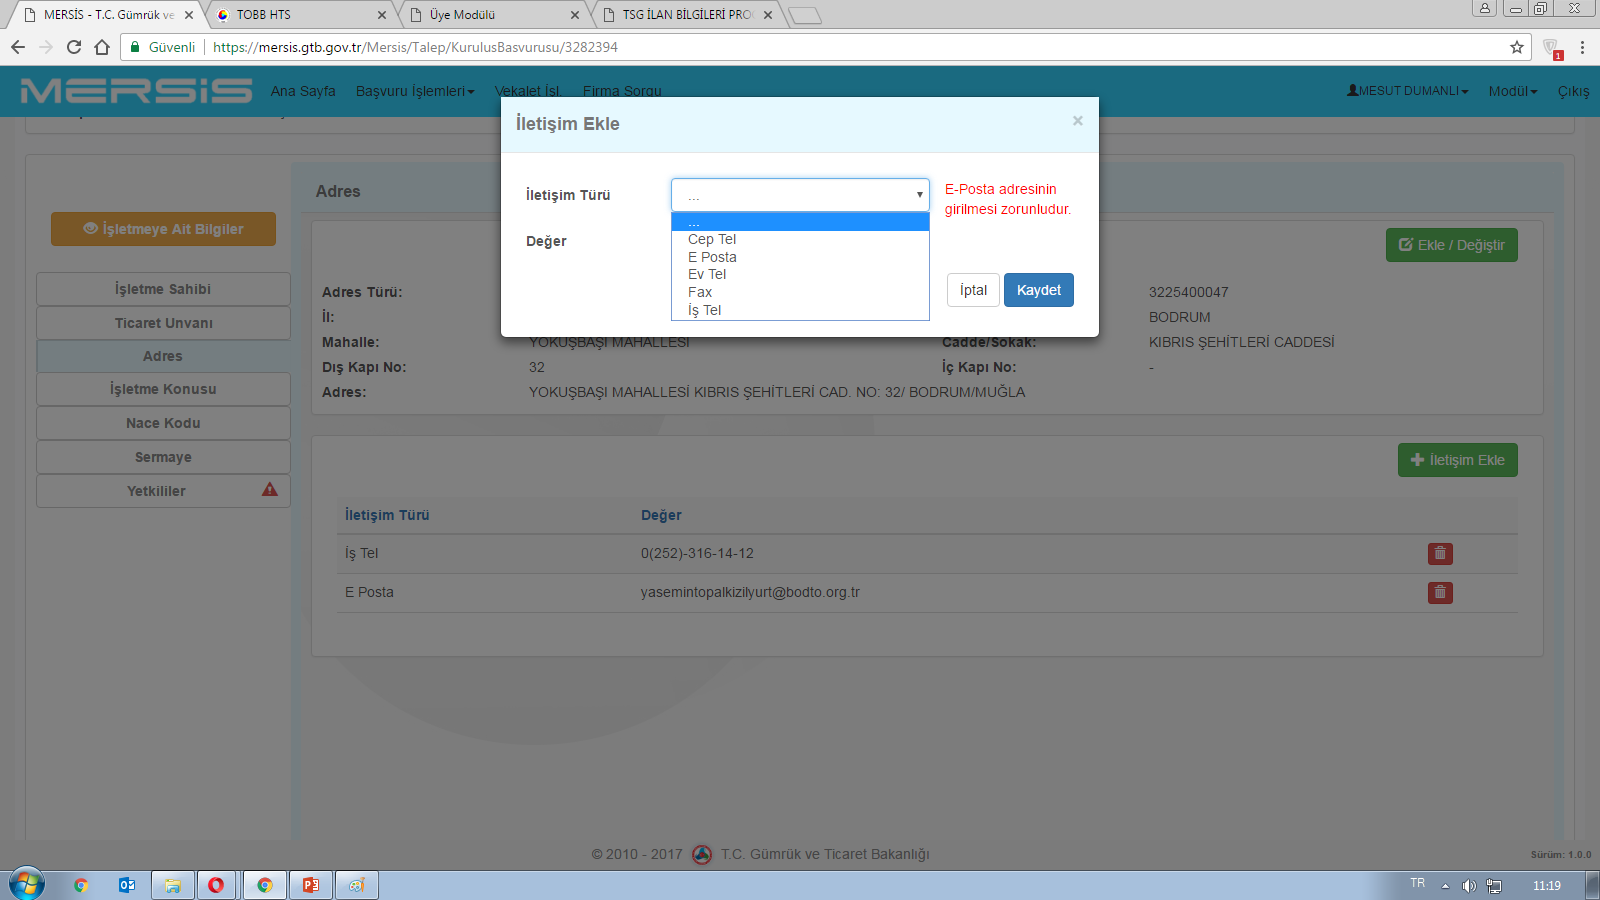 MERSİS - T.C. Gümrük ve
TOBB HTS
Üye Modülü
TSG İLAN BİLGİLERİ PRO
Güvenli
https://mersis.gtb.gov.tr/Mersis/Talep/KurulusBasvurusu/3282394
1
MERSiS
Ana Sayfa
Başvuru İşlemleri
Vekalet İşl.
Firma Sorgu
MESUT DUMANLI
Modül
Çıkış
İletişim Ekle
×
İletişim Türü
...
E-Posta adresinin
girilmesi zorunludur.
...
Cep Tel
E Posta
Ev Tel
Fax
İş Tel
Değer
İptal
Kaydet
İşletmeye Ait Bilgiler
İşletme Sahibi
Ticaret Unvanı
Adres
İşletme Konusu
Nace Kodu
Sermaye
Yetkililer
Adres
Ekle / Değiştir
Adres Türü:
3225400047
İl:
BODRUM
Mahalle:
YOKUŞBAŞI MAHALLESİ
Cadde/Sokak:
KIBRIS ŞEHİTLERİ CADDESİ
Dış Kapı No:
32
İç Kapı No:
-
Adres:
YOKUŞBAŞI MAHALLESİ KIBRIS ŞEHİTLERİ CAD. NO: 32/ BODRUM/MUĞLA
İletişim Ekle
İletişim Türü
Değer
İş Tel
0(252)-316-14-12
E Posta
yasemintopalkizilyurt@bodto.org.tr
© 2010 - 2017
T.C. Gümrük ve Ticaret Bakanlığı
Sürüm: 1.0.0
TR
11:19